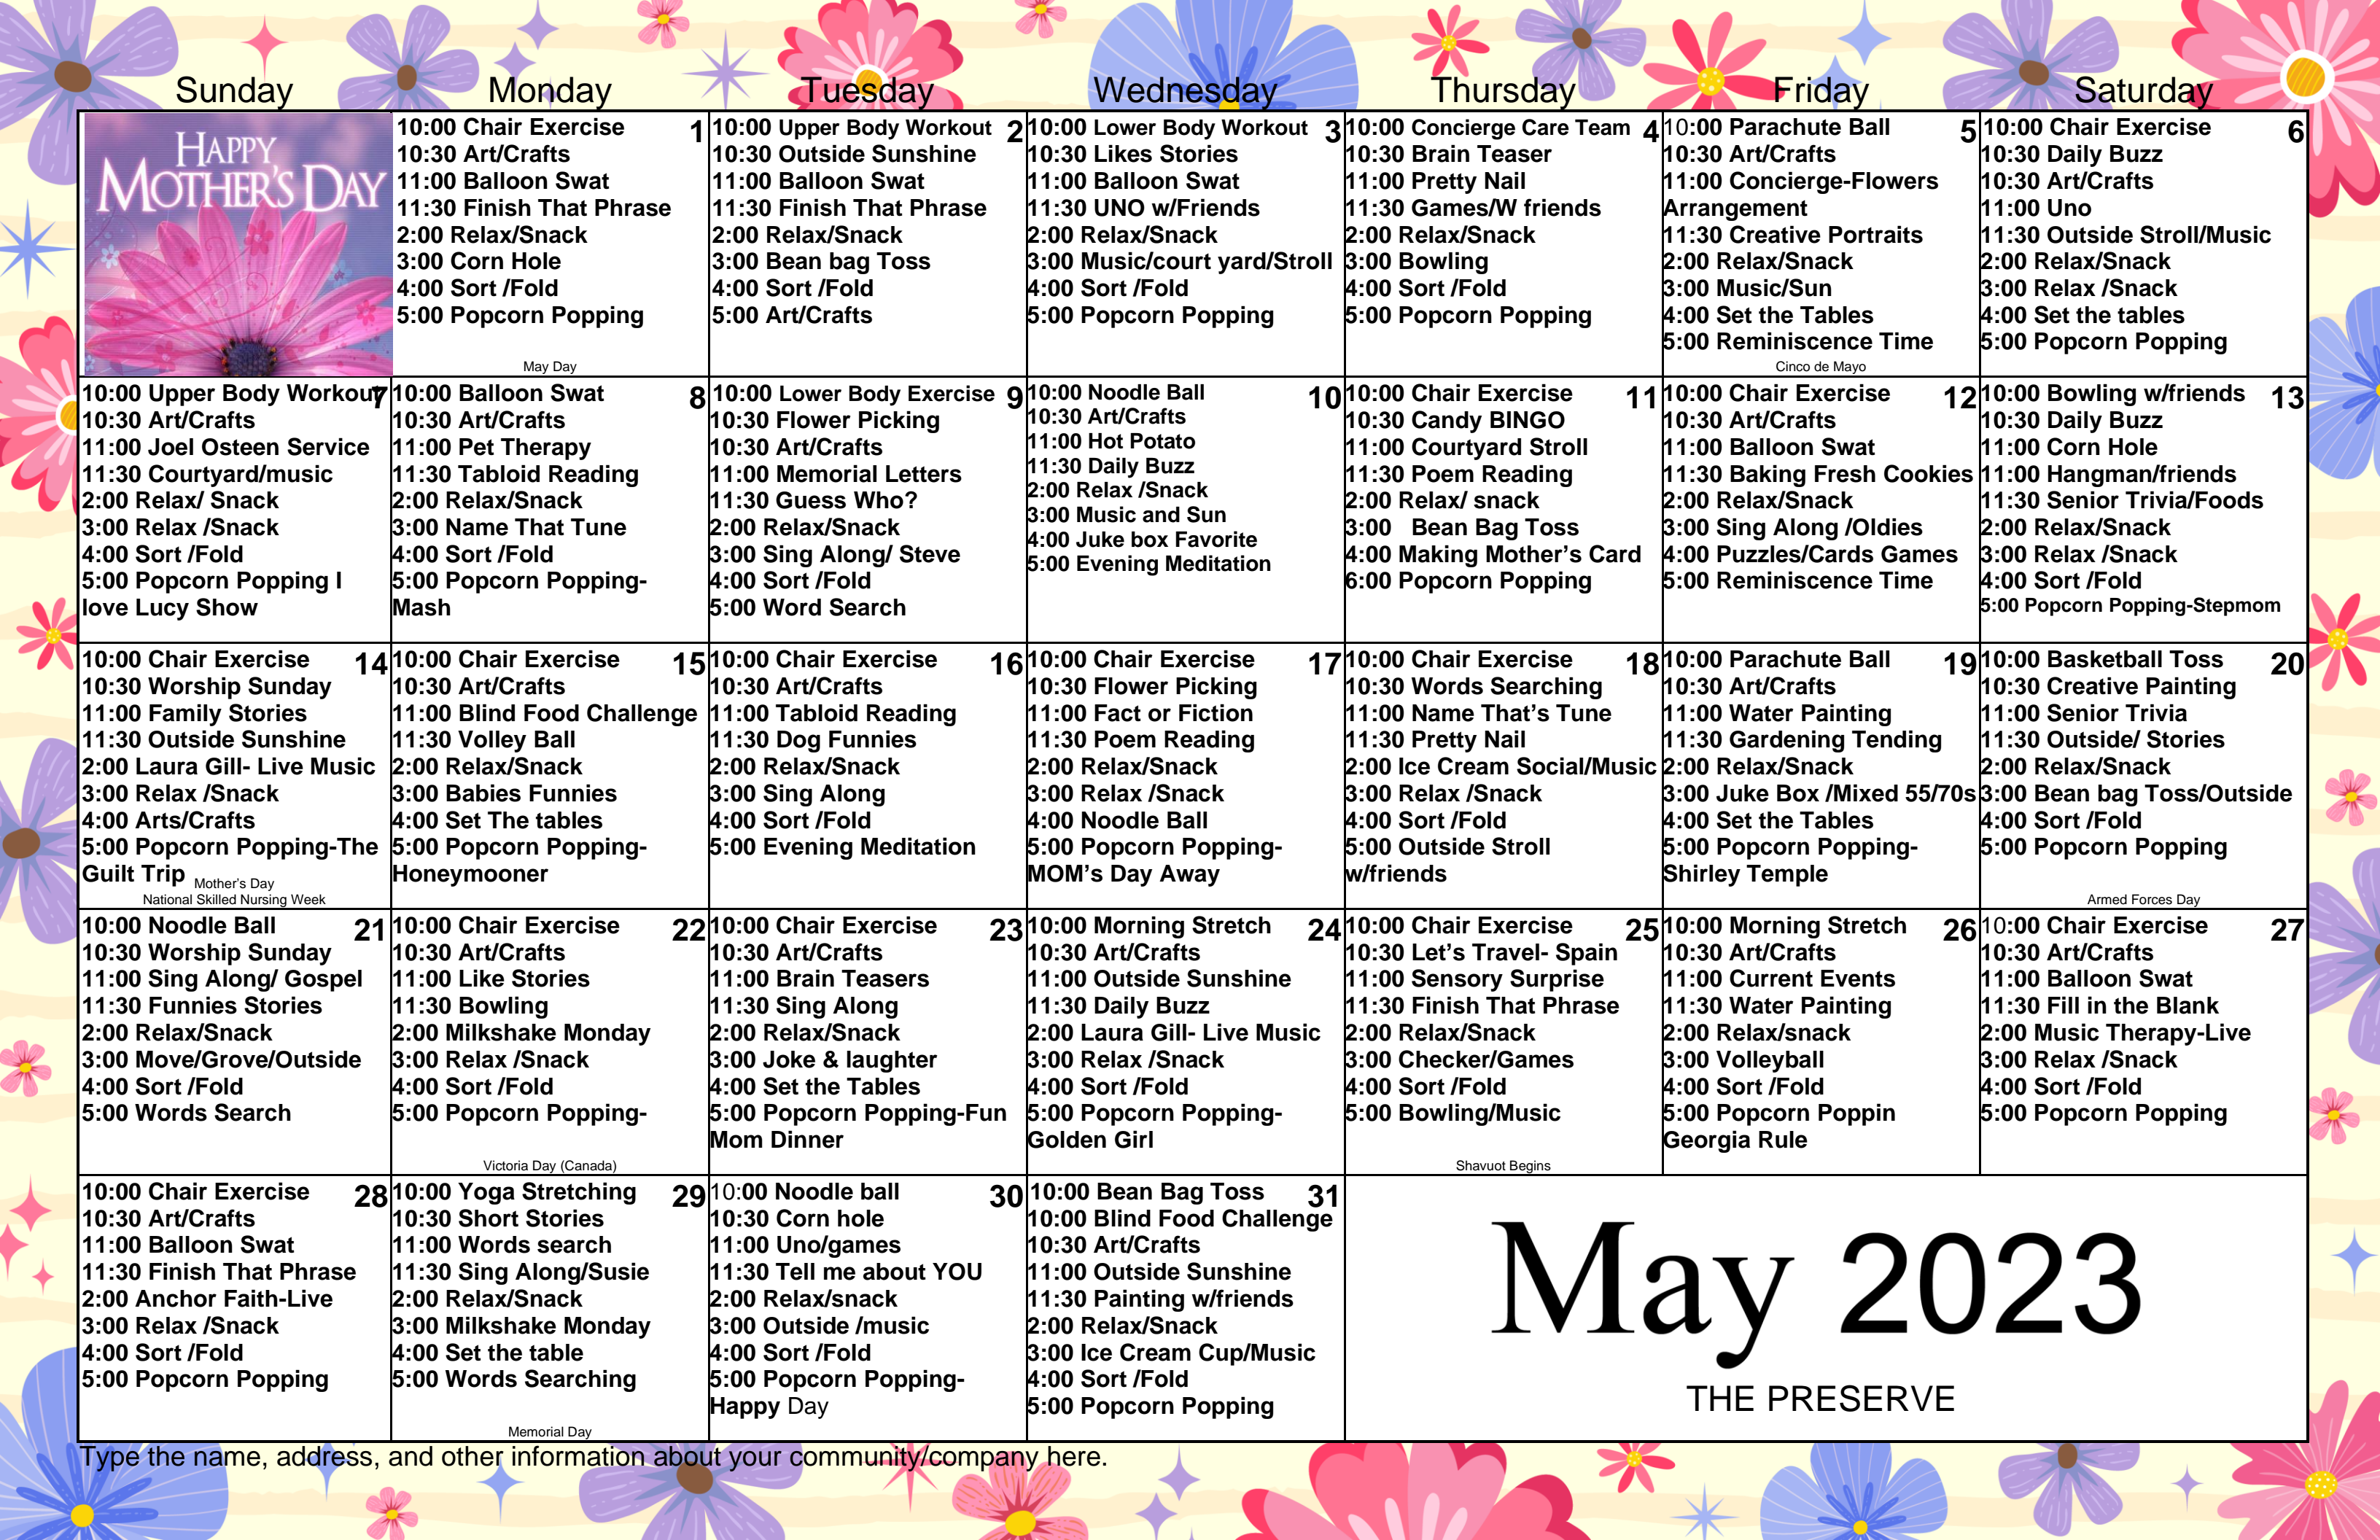 Sunday Monday Tuesday Wednesday Thursday Friday Saturday
HAPPY
MOTHER'S DAY
10:00 Chair Exercise 1
10:30 Art/Crafts
11:00 Balloon Swat
11:30 Finish That Phrase
2:00 Relax/Snack
3:00 Corn Hole
4:00 Sort /Fold
5:00 Popcorn Popping
May Day
10:00 Upper Body Workout 2
10:30 Outside Sunshine
11:00 Balloon Swat
11:30 Finish That Phrase
2:00 Relax/Snack
3:00 Bean bag Toss
4:00 Sort /Fold
5:00 Art/Crafts
10:00 Lower Body Workout 3
10:30 Likes Stories
11:00 Balloon Swat
11:30 UNO w/Friends
2:00 Relax/Snack
3:00 Music/court yard/Stroll
4:00 Sort /Fold
5:00 Popcorn Popping
10:00 Concierge Care Team 4
10:30 Brain Teaser
11:00 Pretty Nail
11:30 Games/W friends
2:00 Relax/Snack
3:00 Bowling
4:00 Sort /Fold
5:00 Popcorn Popping
10:00 Parachute Ball 5
10:30 Art/Crafts
11:00 Concierge-Flowers
Arrangement
11:30 Creative Portraits
2:00 Relax/Snack
3:00 Music/Sun
4:00 Set the Tables
5:00 Reminiscence Time
Cinco de Mayo
10:00 Chair Exercise 6
10:30 Daily Buzz
10:30 Art/Crafts
11:00 Uno
11:30 Outside Stroll/Music
2:00 Relax/Snack
3:00 Relax /Snack
4:00 Set the tables
5:00 Popcorn Popping
10:00 Upper Body Workout 7
10:30 Art/Crafts
11:00 Joel Osteen Service
11:30 Courtyard/music
2:00 Relax/ Snack
3:00 Relax /Snack
4:00 Sort /Fold
5:00 Popcorn Popping I
love Lucy Show
10:00 Balloon Swat 8
10:30 Art/Crafts
11:00 Pet Therapy
11:30 Tabloid Reading
2:00 Relax/Snack
3:00 Name That Tune
4:00 Sort /Fold
5:00 Popcorn Popping-
Mash
10:00 Lower Body Exercise 9
10:30 Flower Picking
10:30 Art/Crafts
11:00 Memorial Letters
11:30 Guess Who?
2:00 Relax/Snack
3:00 Sing Along/ Steve
4:00 Sort /Fold
5:00 Word Search
10:00 Noodle Ball 10
10:30 Art/Crafts
11:00 Hot Potato
11:30 Daily Buzz
2:00 Relax /Snack
3:00 Music and Sun
4:00 Juke box Favorite
5:00 Evening Meditation
10:00 Chair Exercise 11
10:30 Candy BINGO
11:00 Courtyard Stroll
11:30 Poem Reading
2:00 Relax/ snack
3:00 Bean Bag Toss
4:00 Making Mother's Card
6:00 Popcorn Popping
10:00 Chair Exercise 12
10:30 Art/Crafts
11:00 Balloon Swat
11:30 Baking Fresh Cookies
2:00 Relax/Snack
3:00 Sing Along /Oldies
4:00 Puzzles/Cards Games
5:00 Reminiscence Time
10:00 Bowling w/friends 13
10:30 Daily Buzz
11:00 Corn Hole
11:00 Hangman/friends
11:30 Senior Trivia/Foods
2:00 Relax/Snack
3:00 Relax /Snack
4:00 Sort /Fold
5:00 Popcorn Popping-Stepmom
10:00 Chair Exercise 14
10:30 Worship Sunday
11:00 Family Stories
11:30 Outside Sunshine
2:00 Laura Gill- Live Music
3:00 Relax /Snack
4:00 Arts/Crafts
5:00 Popcorn Popping-The
Guilt Trip
Mother's Day
National Skilled Nursing Week
10:00 Chair Exercise 15
10:30 Art/Crafts
11:00 Blind Food Challenge
11:30 Volley Ball
2:00 Relax/Snack
3:00 Babies Funnies
4:00 Set The tables
5:00 Popcorn Popping-
Honeymooner
10:00 Chair Exercise 16
10:30 Art/Crafts
11:00 Tabloid Reading
11:30 Dog Funnies
2:00 Relax/Snack
3:00 Sing Along
4:00 Sort /Fold
5:00 Evening Meditation
10:00 Chair Exercise 17
10:30 Flower Picking
11:00 Fact or Fiction
11:30 Poem Reading
2:00 Relax/Snack
3:00 Relax /Snack
4:00 Noodle Ball
5:00 Popcorn Popping-
MOM's Day Away
10:00 Chair Exercise 18
10:30 Words Searching
11:00 Name That's Tune
11:30 Pretty Nail
2:00 Ice Cream Social/Music
3:00 Relax /Snack
4:00 Sort /Fold
5:00 Outside Stroll
w/friends
10:00 Parachute Ball 19
10:30 Art/Crafts
11:00 Water Painting
11:30 Gardening Tending
2:00 Relax/Snack
3:00 Juke Box /Mixed 55/70s
4:00 Set the Tables
5:00 Popcorn Popping-
Shirley Temple
10:00 Basketball Toss 20
10:30 Creative Painting
11:00 Senior Trivia
11:30 Outside/ Stories
2:00 Relax/Snack
3:00 Bean bag Toss/Outside
4:00 Sort /Fold
5:00 Popcorn Popping
Armed Forces Day
10:00 Noodle Ball 21
10:30 Worship Sunday
11:00 Sing Along/ Gospel
11:30 Funnies Stories
2:00 Relax/Snack
3:00 Move/Grove/Outside
4:00 Sort /Fold
5:00 Words Search
10:00 Chair Exercise 22
10:30 Art/Crafts
11:00 Like Stories
11:30 Bowling
2:00 Milkshake Monday
3:00 Relax /Snack
4:00 Sort /Fold
5:00 Popcorn Popping-
Victoria Day (Canada)
10:00 Chair Exercise 23
10:30 Art/Crafts
11:00 Brain Teasers
11:30 Sing Along
2:00 Relax/Snack
3:00 Joke & laughter
4:00 Set the Tables
5:00 Popcorn Popping-Fun
Mom Dinner
10:00 Morning Stretch 24
10:30 Art/Crafts
11:00 Outside Sunshine
11:30 Daily Buzz
2:00 Laura Gill- Live Music
3:00 Relax /Snack
4:00 Sort /Fold
5:00 Popcorn Popping-
Golden Girl
10:00 Chair Exercise 25
10:30 Let's Travel- Spain
11:00 Sensory Surprise
11:30 Finish That Phrase
2:00 Relax/Snack
3:00 Checker/Games
4:00 Sort /Fold
5:00 Bowling/Music
Shavuot Begins
10:00 Morning Stretch 26
10:30 Art/Crafts
11:00 Current Events
11:30 Water Painting
2:00 Relax/snack
3:00 Volleyball
4:00 Sort /Fold
5:00 Popcorn Poppin
Georgia Rule
10:00 Chair Exercise 27
10:30 Art/Crafts
11:00 Balloon Swat
11:30 Fill in the Blank
2:00 Music Therapy-Live
3:00 Relax /Snack
4:00 Sort /Fold
5:00 Popcorn Popping
10:00 Chair Exercise 28
10:30 Art/Crafts
11:00 Balloon Swat
11:30 Finish That Phrase
2:00 Anchor Faith-Live
3:00 Relax /Snack
4:00 Sort /Fold
5:00 Popcorn Popping
10:00 Yoga Stretching 29
10:30 Short Stories
11:00 Words search
11:30 Sing Along/Susie
2:00 Relax/Snack
3:00 Milkshake Monday
4:00 Set the table
5:00 Words Searching
Memorial Day
10:00 Noodle ball 30
10:30 Corn hole
11:00 Uno/games
11:30 Tell me about YOU
2:00 Relax/snack
3:00 Outside /music
4:00 Sort /Fold
5:00 Popcorn Popping-
Happy Day
10:00 Bean Bag Toss 31
10:00 Blind Food Challenge
10:30 Art/Crafts
11:00 Outside Sunshine
11:30 Painting w/friends
2:00 Relax/Snack
3:00 Ice Cream Cup/Music
4:00 Sort /Fold
5:00 Popcorn Popping
May 2023
THE PRESERVE
Type the name, address, and other information about your community/company here.